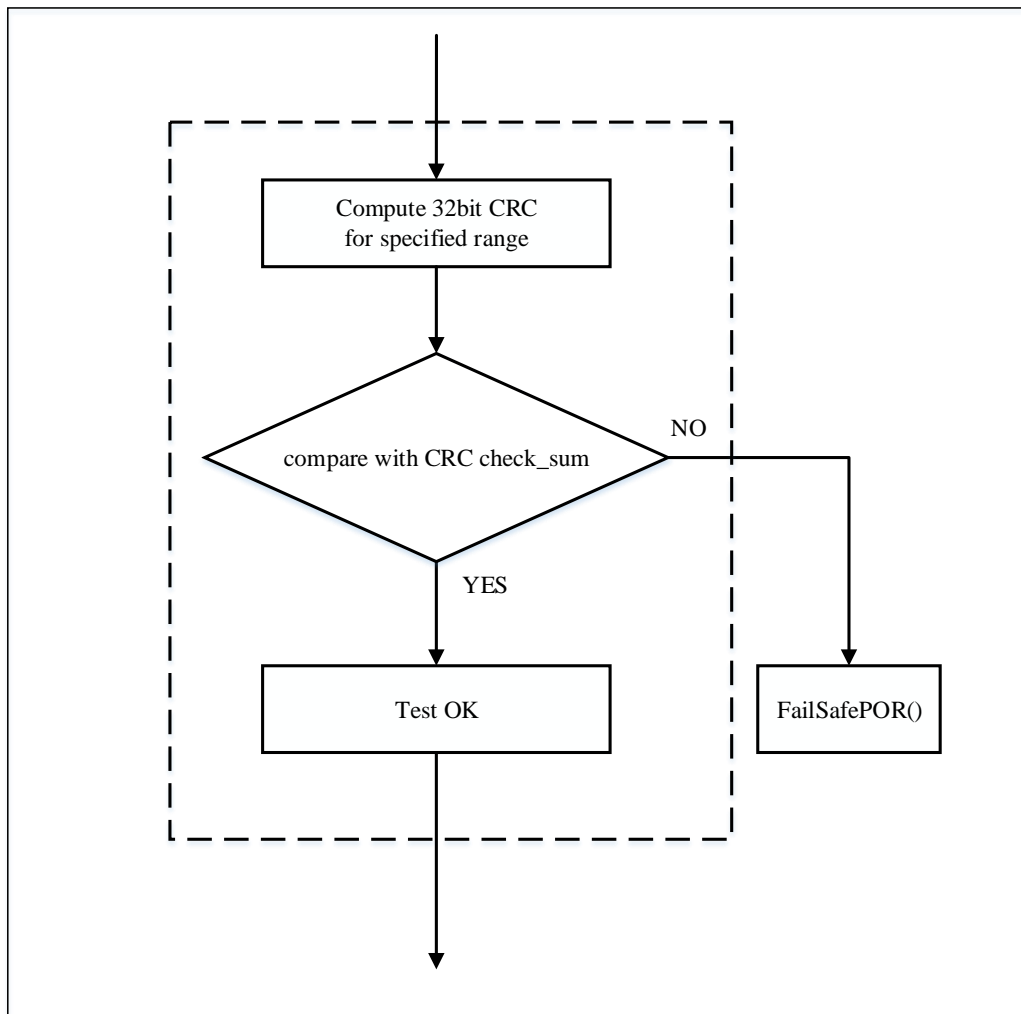 Compute 32bit CRC
for specified range
NO
compare with CRC check_sum
YES
Test OK
FailSafePOR()